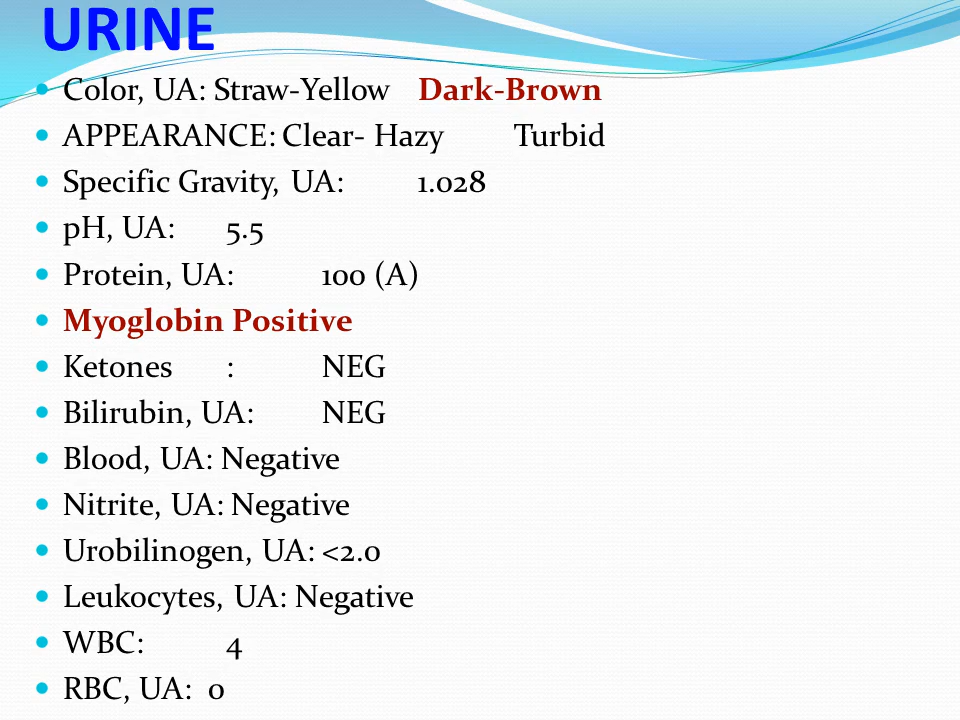 URINE
• Color, UA: Straw-Yellow Dark-Brown
• APPEARANCE: Clear- Hazy Turbid
• Specific Gravity, UA: 1.028
• pH, UA: 5.5
• Protein, UA: 100 (A)
• Myoglobin Positive
• Ketones : NEG
• Bilirubin, UA: NEG
• Blood, UA: Negative
• Nitrite, UA: Negative
• Urobilinogen, UA: <2.0
• Leukocytes, UA: Negative
• WBC: 4
• RBC, UA: 0